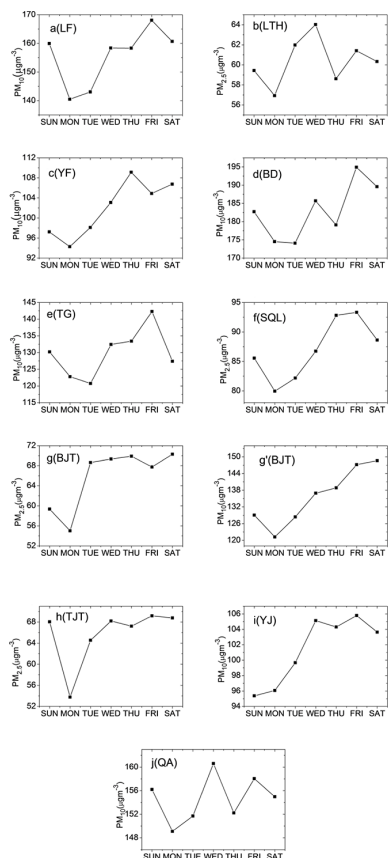 170
160
150
140
PM10(μgm-3)
a(LF)
SUN MON TUE WED THU FRI SAT
64
62
60
58
56
PM2.5(μgm-3)
b(LTH)
SUN MON TUE WED THU FRI SAT
112
108
104
100
96
92
PM10(μgm-3)
c(YF)
SUN MON TUE WED THU FRI SAT
195
190
185
180
175
170
PM10(μgm-3)
d(BD)
SUN MON TUE WED THU FRI SAT
145
140
135
130
125
120
115
PM10(μgm-3)
e(TG)
SUN MON TUE WED THU FRI SAT
95
90
85
80
PM2.5(μgm-3)
f(SQL)
SUN MON TUE WED THU FRI SAT
72
68
64
60
56
52
PM2.5(μgm-3)
g(BJT)
SUN MON TUE WED THU FRI SAT
150
144
138
132
126
120
PM10(μgm-3)
g'(BJT)
SUN MON TUE WED THU FRI SAT
68
64
60
56
52
PM2.5(μgm-3)
h(TJT)
SUN MON TUE WED THU FRI SAT
106
104
102
100
98
96
94
PM10(μgm-3)
i(YJ)
SUN MON TUE WED THU FRI SAT
160
156
152
148
PM10(μgm-3)
j(QA)
SUN MON TUE WED THU FRI SAT